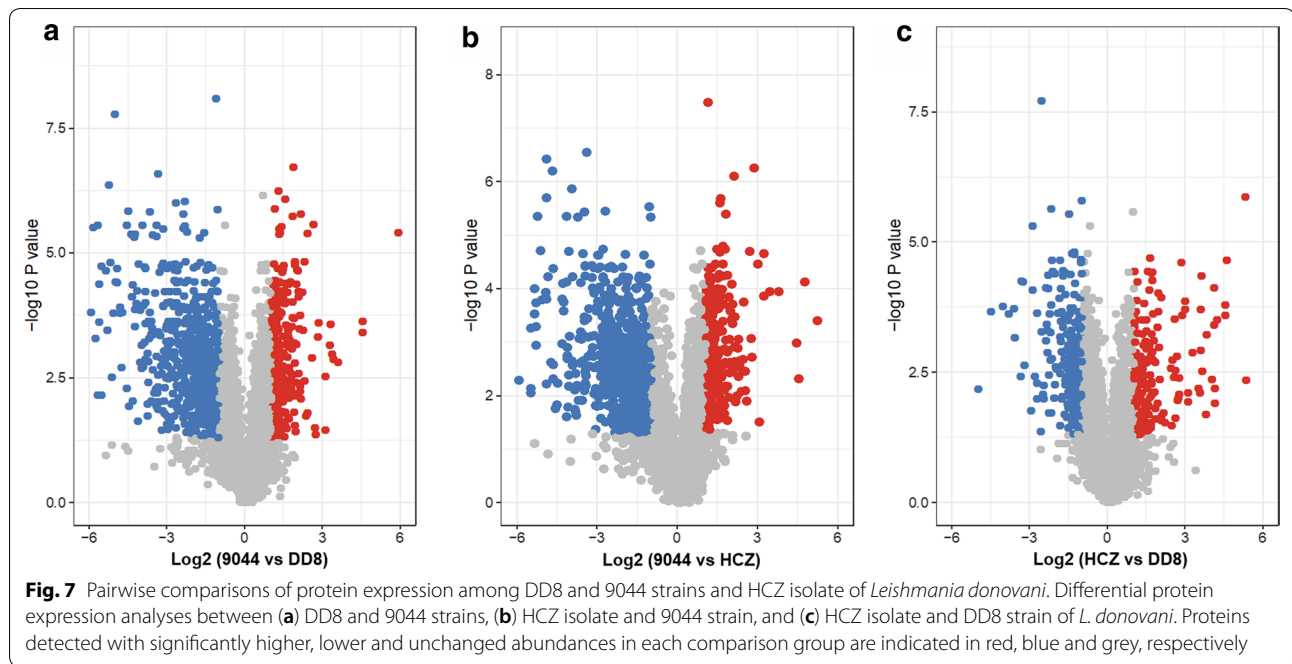 a
7.5
5.0
2.5
0.0
−log10 P value
−6 −3 0 3 6
Log2 (9044 vs DD8)
b
8
6
4
2
0
−log10 P value
−6 −3 0 3 6
Log2 (9044 vs HCZ)
c
7.5
5.0
2.5
0.0
−log10 P value
−6 −3 0 3 6
Log2 (HCZ vs DD8)
Fig. 7 Pairwise comparisons of protein expression among DD8 and 9044 strains and HCZ isolate of Leishmania donovani. Differential protein
expression analyses between (a) DD8 and 9044 strains, (b) HCZ isolate and 9044 strain, and (c) HCZ isolate and DD8 strain of L. donovani. Proteins
detected with significantly higher, lower and unchanged abundances in each comparison group are indicated in red, blue and grey, respectively